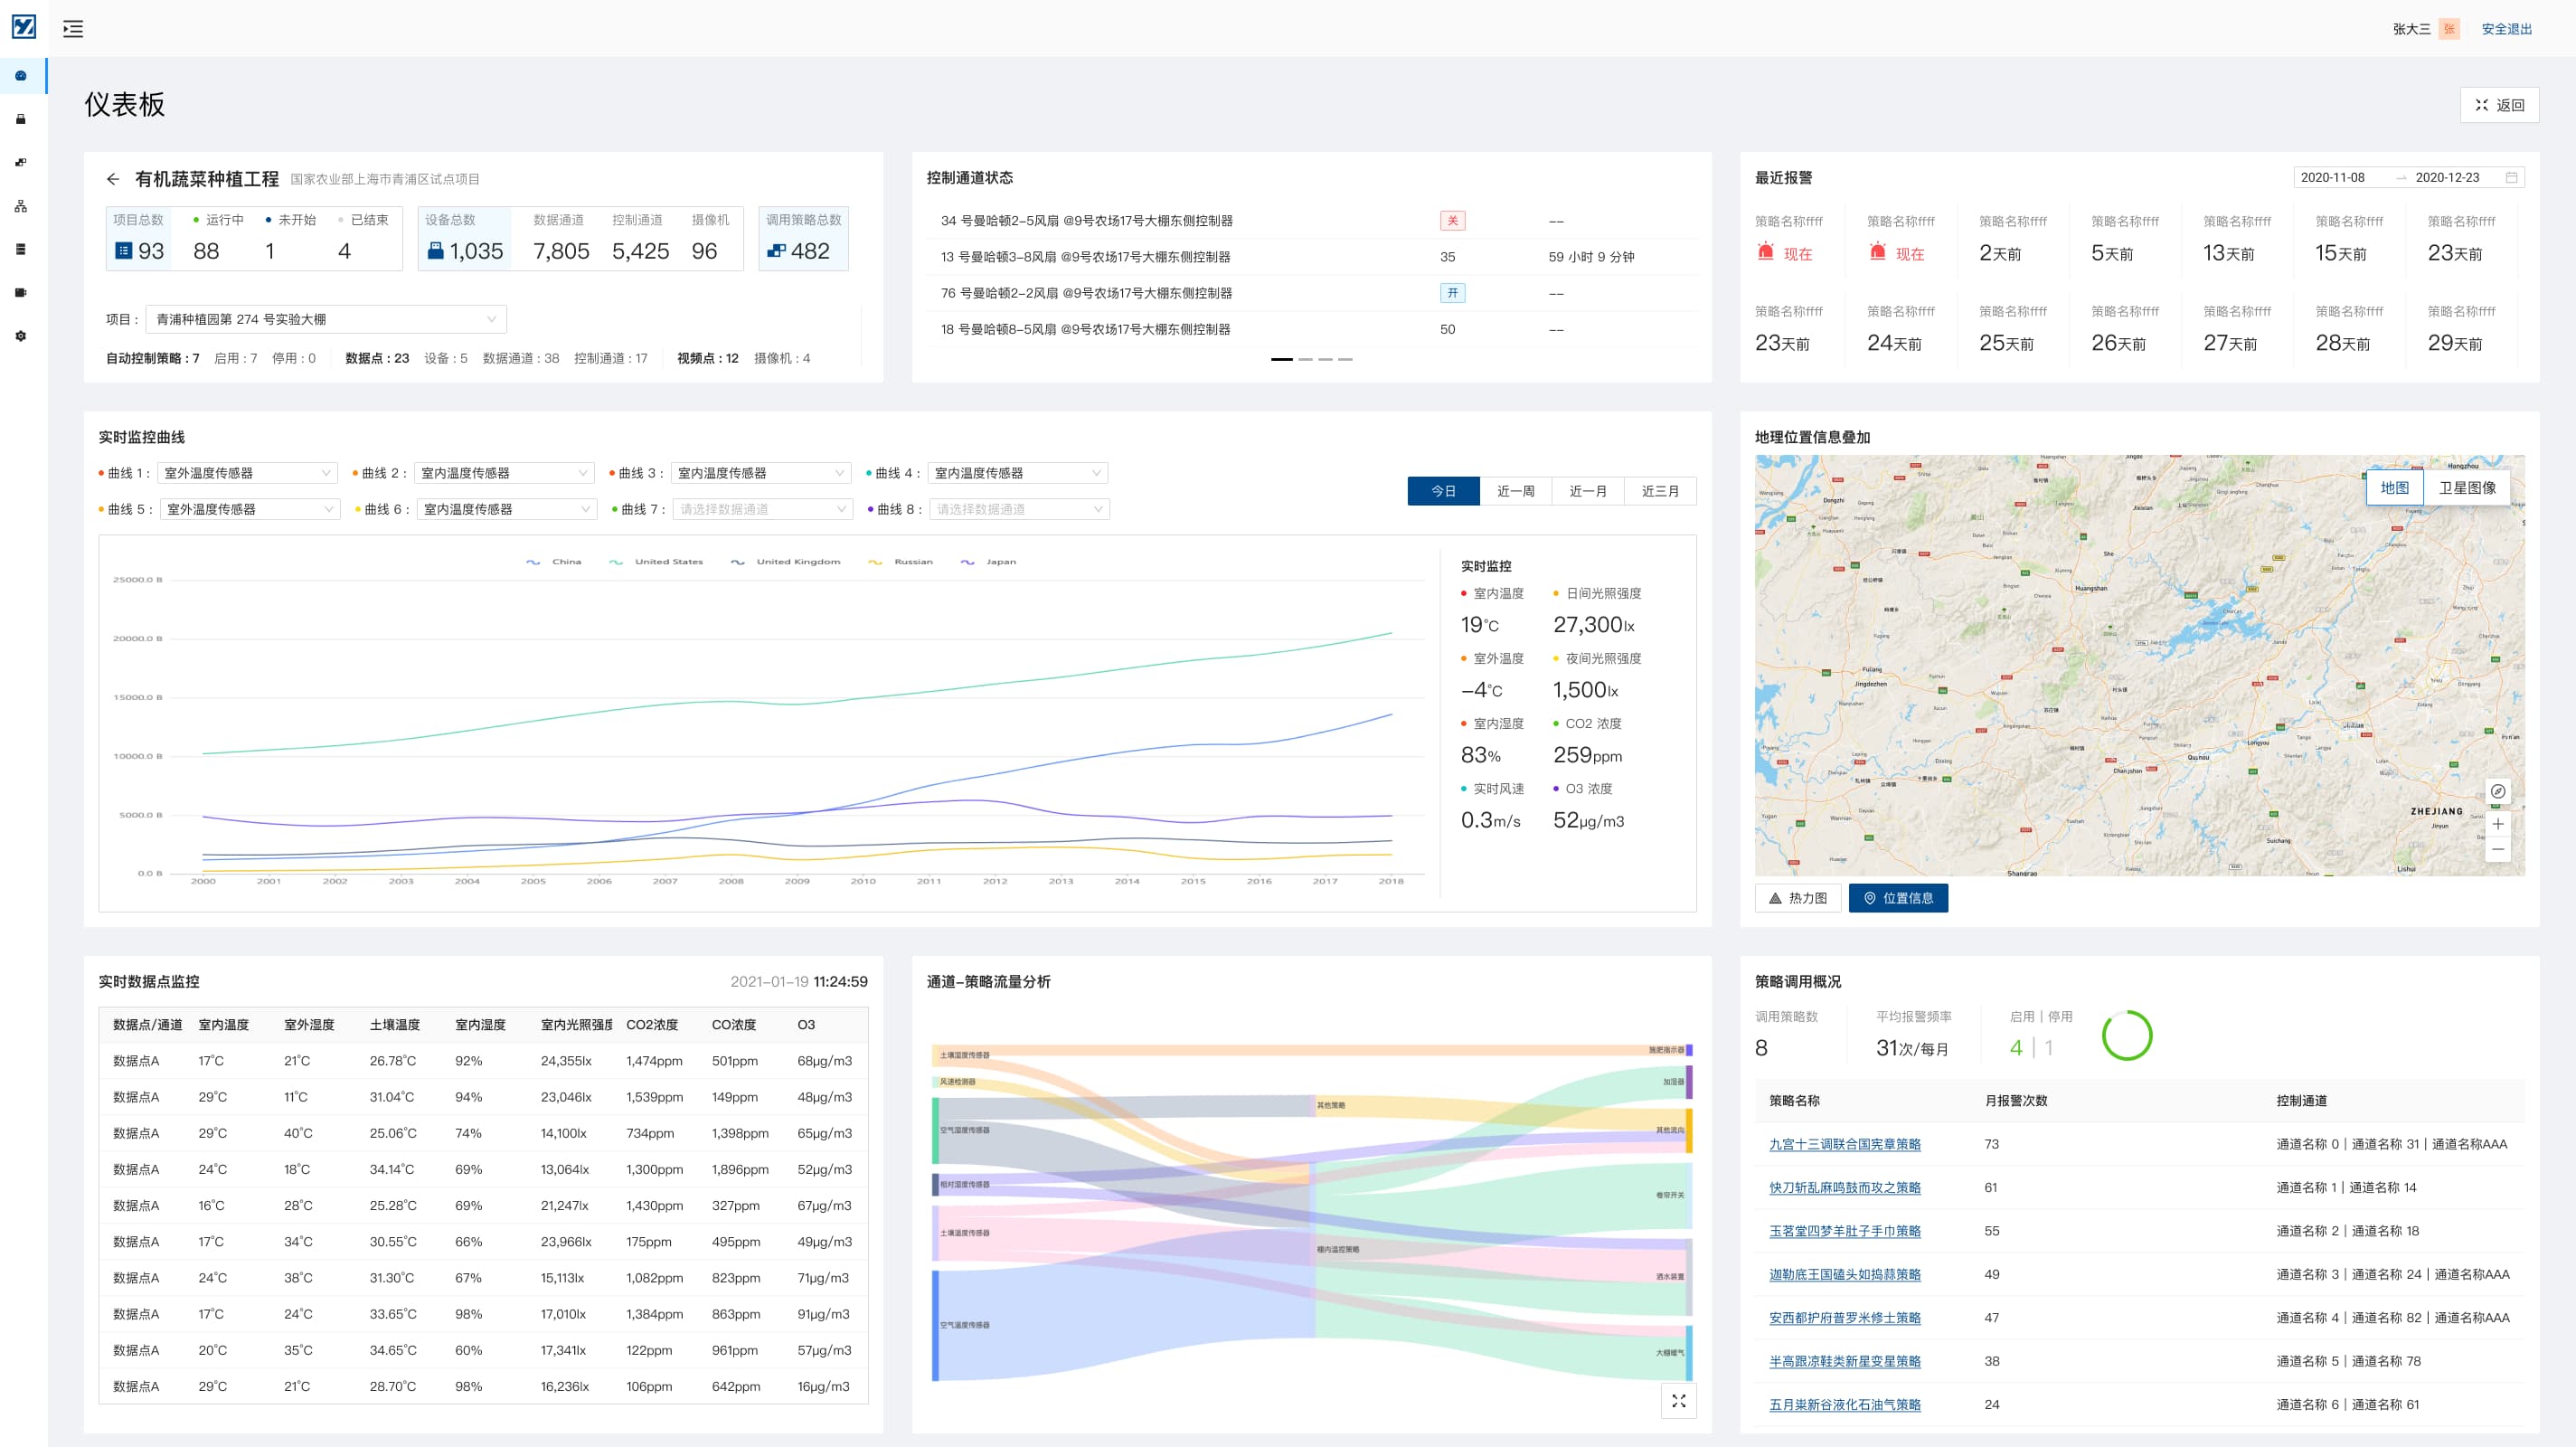 张大三 张 安全退出
仪表板
返回
有机蔬菜种植工程 国家农业部上海市青浦区试点项目
项目总数 运行中 未开始 已结束
93 88 1 4
设备总数 数据通道 控制通道 摄像机
1,035 7,805 5,425 96
调用策略总数
482
项目 : 青浦种植园第 274 号实验大棚
自动控制策略 : 7 启用 : 7 停用 : 0 数据点 : 23 设备 : 5 数据通道 : 38 控制通道 : 17 视频点 : 12 摄像机 : 4
控制通道状态
34 号曼哈顿2-5风扇 @9号农场17号大棚东侧控制器 关 --
13 号曼哈顿3-8风扇 @9号农场17号大棚东侧控制器 35 59 小时 9 分钟
76 号曼哈顿2-2风扇 @9号农场17号大棚东侧控制器 开 --
18 号曼哈顿8-5风扇 @9号农场17号大棚东侧控制器 50 --
最近报警 2020-11-08 → 2020-12-23
策略名称ffff 策略名称ffff 策略名称ffff 策略名称ffff 策略名称ffff 策略名称ffff 策略名称ffff
现在 现在 2天前 5天前 13天前 15天前 23天前
策略名称ffff 策略名称ffff 策略名称ffff 策略名称ffff 策略名称ffff 策略名称ffff 策略名称ffff
23天前 24天前 25天前 26天前 27天前 28天前 29天前
实时监控曲线
曲线 1 : 室外温度传感器 曲线 2 : 室内温度传感器 曲线 3 : 室内温度传感器 曲线 4 : 室内温度传感器
曲线 5 : 室外温度传感器 曲线 6 : 室内温度传感器 曲线 7 : 请选择数据通道 曲线 8 : 请选择数据通道
今日 近一周 近一月 近三月
China United States United Kingdom Russian Japan
25000.0 B
20000.0 B
15000.0 B
10000.0 B
5000.0 B
0.0 B
2000 2001 2002 2003 2004 2005 2006 2007 2008 2009 2010 2011 2012 2013 2014 2015 2016 2017 2018
实时监控
室内温度 日间光照强度
19°C 27,300lx
室外温度 夜间光照强度
-4°C 1,500lx
室内湿度 CO2 浓度
83% 259ppm
实时风速 O3 浓度
0.3m/s 52μg/m3
地理位置信息叠加
地图 卫星图像
Hangzhou
Dongzhi
She
Huangshan
Fuliang
Jingdezhen
Longyou
Quzhou
Changshan
ZHEJIANG
Jinyun
Suichang
Lishui
Shangrao
热力图 位置信息
实时数据点监控 2021-01-19 11:24:59
数据点/通道 室内温度 室外湿度 土壤温度 室内湿度 室内光照强度 CO2浓度 CO浓度 O3
数据点A 17°C 21°C 26.78°C 92% 24,355lx 1,474ppm 501ppm 68μg/m3
数据点A 29°C 11°C 31.04°C 94% 23,046lx 1,539ppm 149ppm 48μg/m3
数据点A 29°C 40°C 25.06°C 74% 14,100lx 734ppm 1,398ppm 65μg/m3
数据点A 24°C 18°C 34.14°C 69% 13,064lx 1,300ppm 1,896ppm 52μg/m3
数据点A 16°C 28°C 25.28°C 69% 21,247lx 1,430ppm 327ppm 67μg/m3
数据点A 17°C 34°C 30.55°C 66% 23,966lx 175ppm 495ppm 49μg/m3
数据点A 24°C 38°C 31.30°C 67% 15,113lx 1,082ppm 823ppm 71μg/m3
数据点A 17°C 24°C 33.65°C 98% 17,010lx 1,384ppm 863ppm 91μg/m3
数据点A 20°C 35°C 34.65°C 60% 17,341lx 122ppm 961ppm 57μg/m3
数据点A 29°C 21°C 28.70°C 98% 16,236lx 106ppm 642ppm 16μg/m3
通道-策略流量分析
土壤湿度传感器 施肥指示器
风速检测器 加湿器
其他策略
空气湿度传感器 其他流向
相对湿度传感器 卷帘开关
土壤温度传感器
棚内温控策略
洒水装置
空气温度传感器
大棚暖气
策略调用概况
调用策略数 平均报警频率 启用 | 停用
8 31次/每月 4 | 1
策略名称 月报警次数 控制通道
九宫十三调联合国宪章策略 73 通道名称 0 | 通道名称 31 | 通道名称AAA
快刀斩乱麻鸣鼓而攻之策略 61 通道名称 1 | 通道名称 14
玉茗堂四梦羊肚子手巾策略 55 通道名称 2 | 通道名称 18
迦勒底王国磕头如捣蒜策略 49 通道名称 3 | 通道名称 24 | 通道名称AAA
安西都护府普罗米修士策略 47 通道名称 4 | 通道名称 82 | 通道名称AAA
半高跟凉鞋类新星变星策略 38 通道名称 5 | 通道名称 78
五月粜新谷液化石油气策略 24 通道名称 6 | 通道名称 61